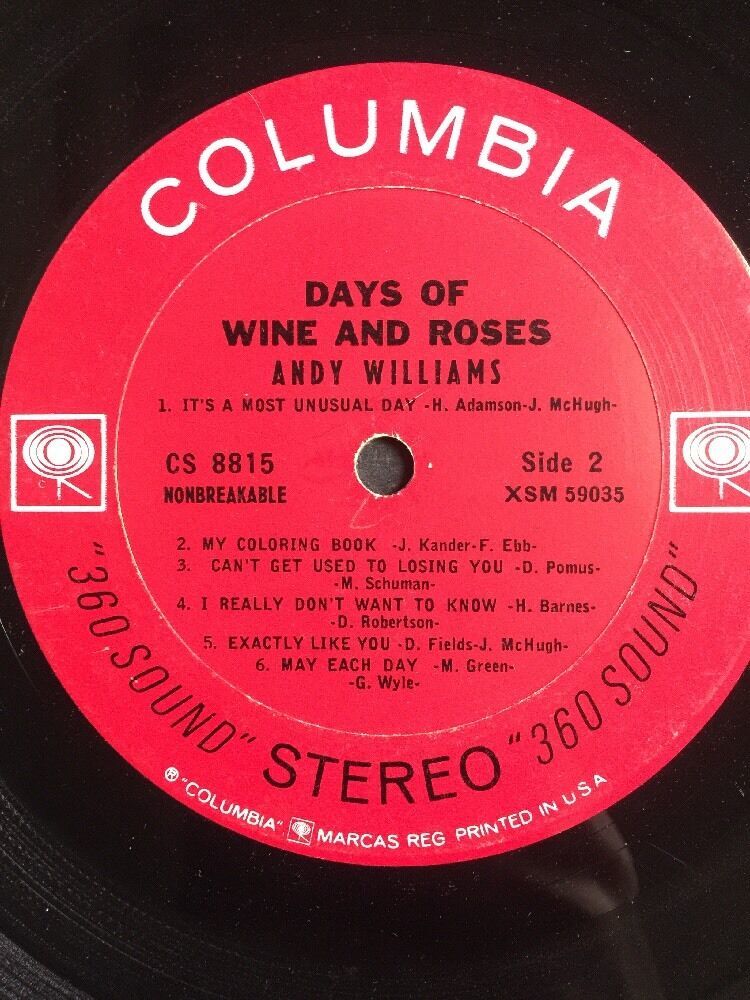 COLUMBIA
DAYS OF
WINE AND ROSES
ANDY WILLIAMS
1. IT'S A MOST UNUSUAL DAY -H. Adamson-J. McHugh-
CS 8815
NONBREAKABLE
Side 2
XSM 59035
2. MY COLORING BOOK -J. Kander-F. Ebb-
3. CAN'T GET USED TO LOSING YOU -D. Pomus-
-M. Schuman-
4. I REALLY DON'T WANT TO KNOW -H. Barnes-
-D. Robertson-
5. EXACTLY LIKE YOU -D. Fields-J. McHugh-
6. MAY EACH DAY -M. Green-
-G. Wyle-
"360 SOUND" STEREO "360 SOUND"
® "COLUMBIA" MARCAS REG PRINTED IN U S A